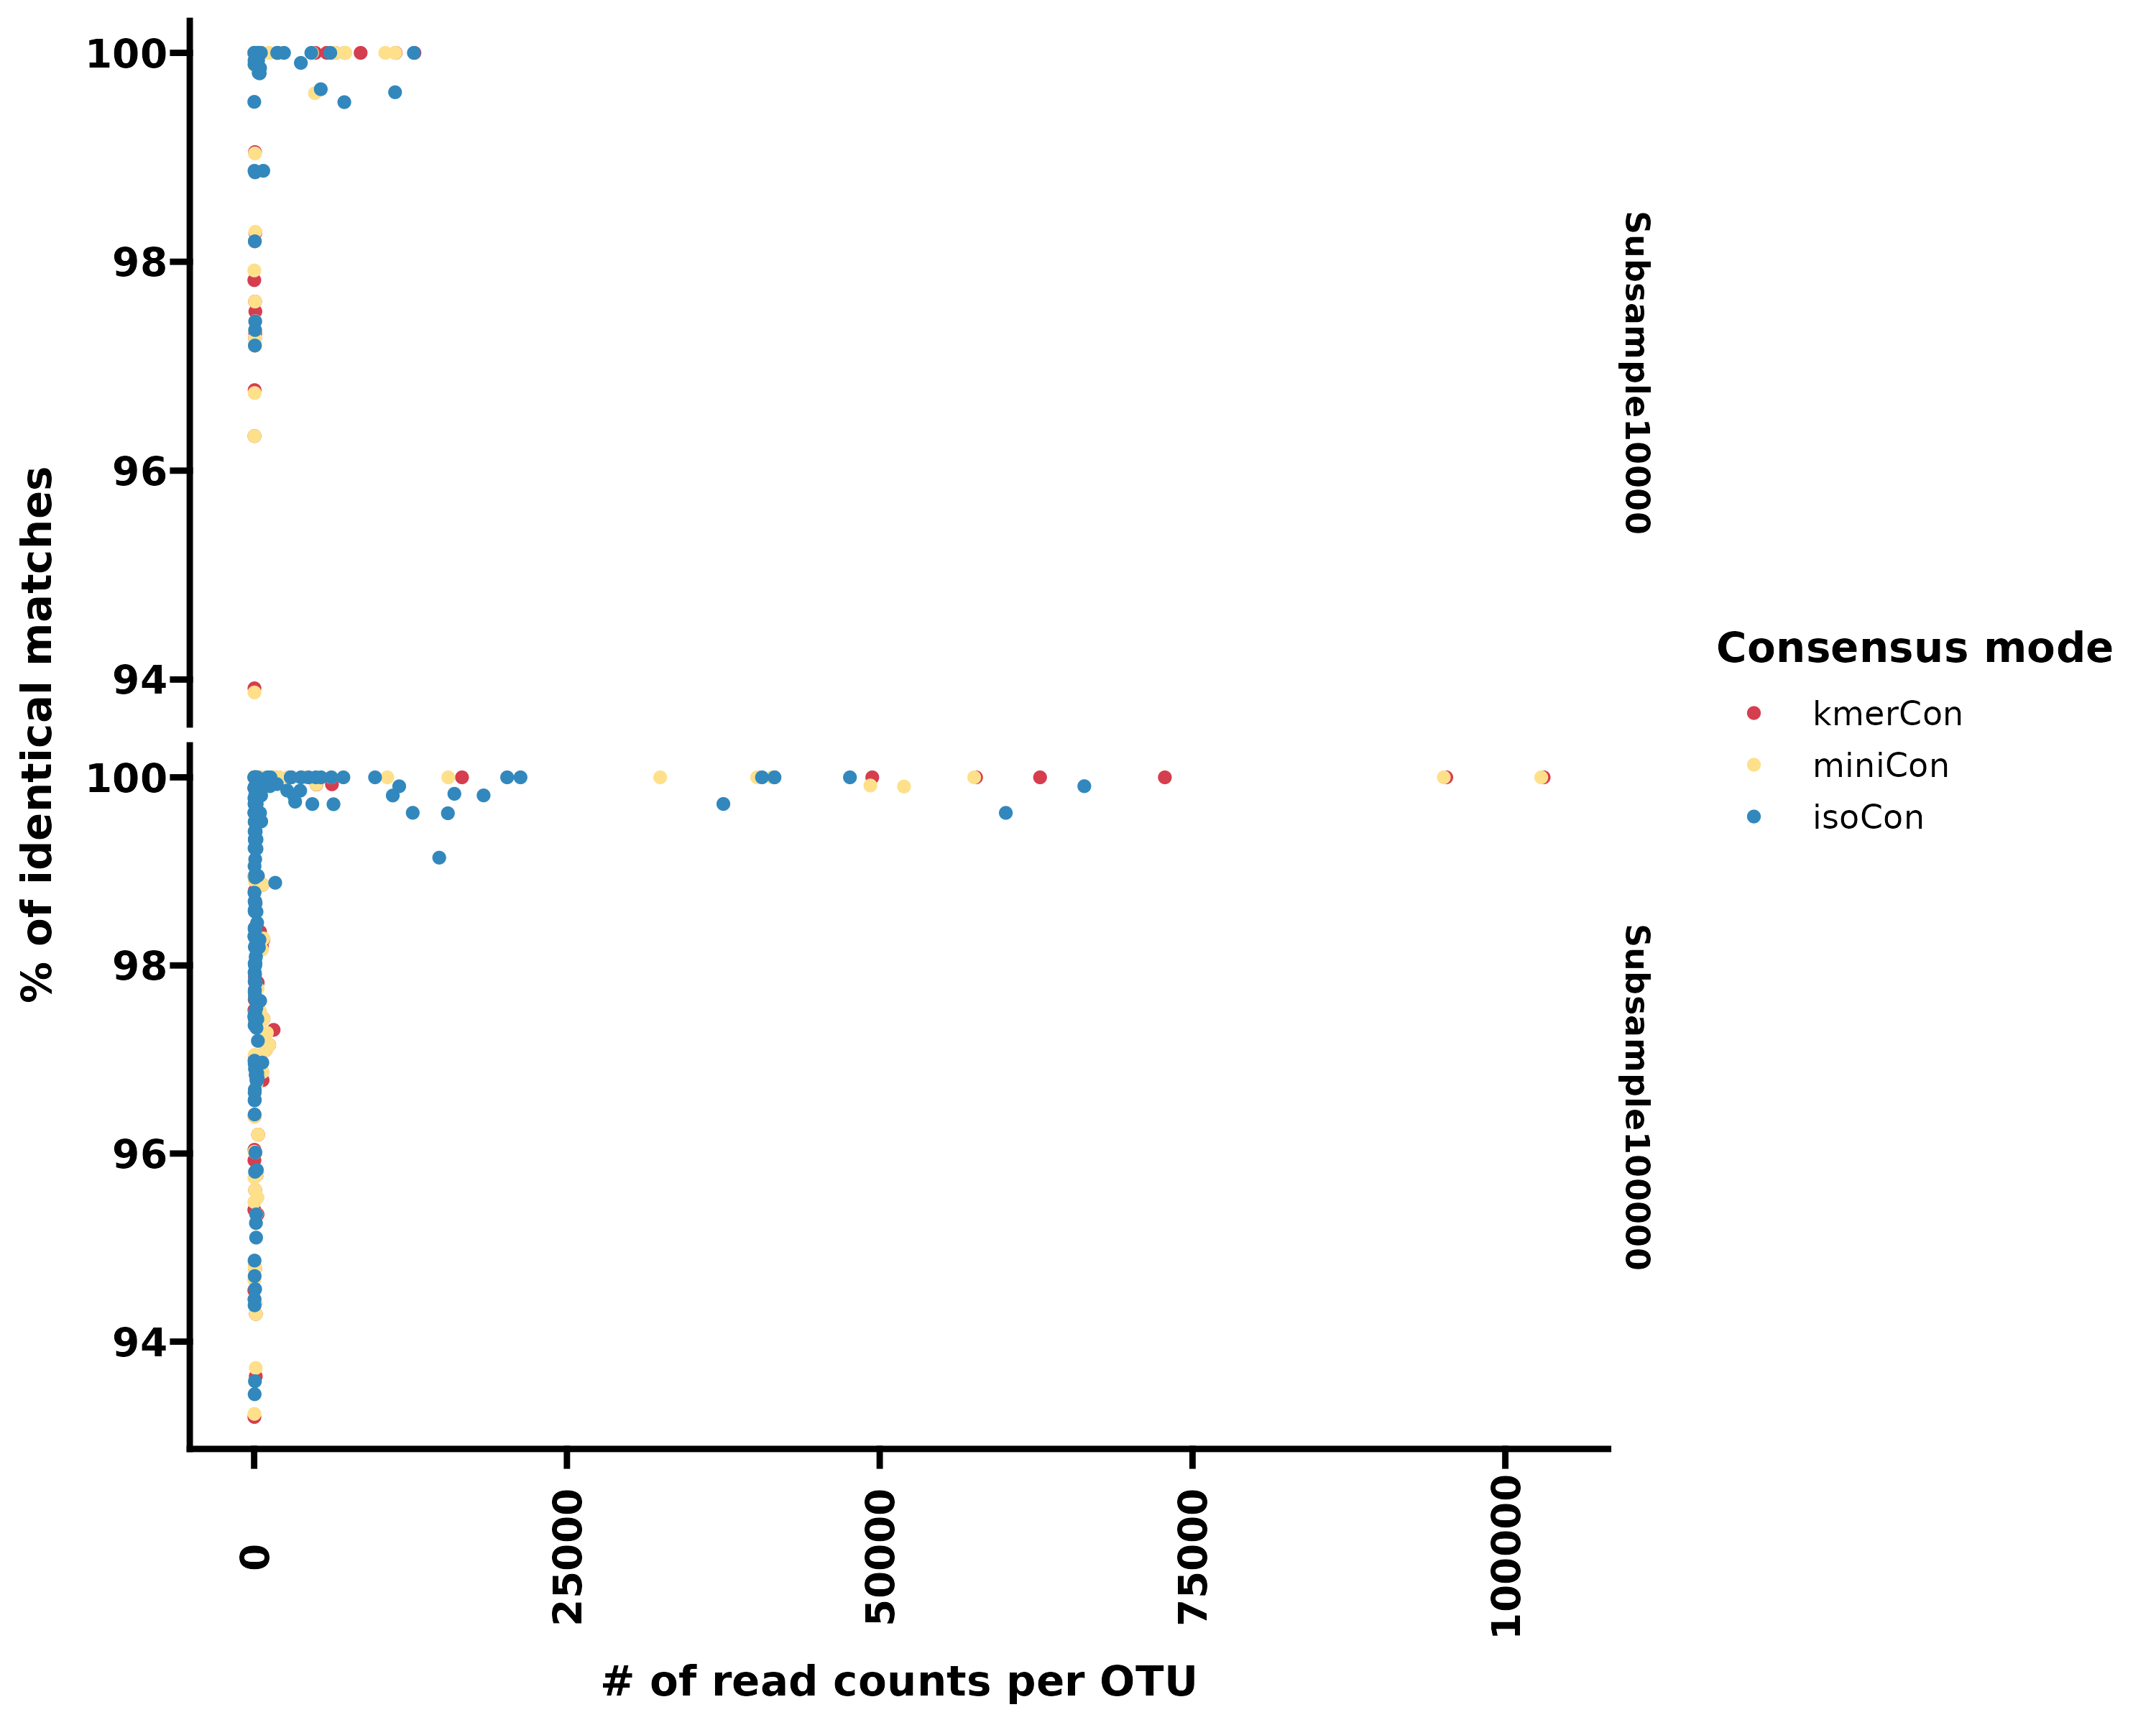 100
98
96
94
Subsample10000
100
98
96
94
Subsample100000
% of identical matches
0
25000
50000
75000
100000
# of read counts per OTU
Consensus mode
kmerCon
miniCon
isoCon